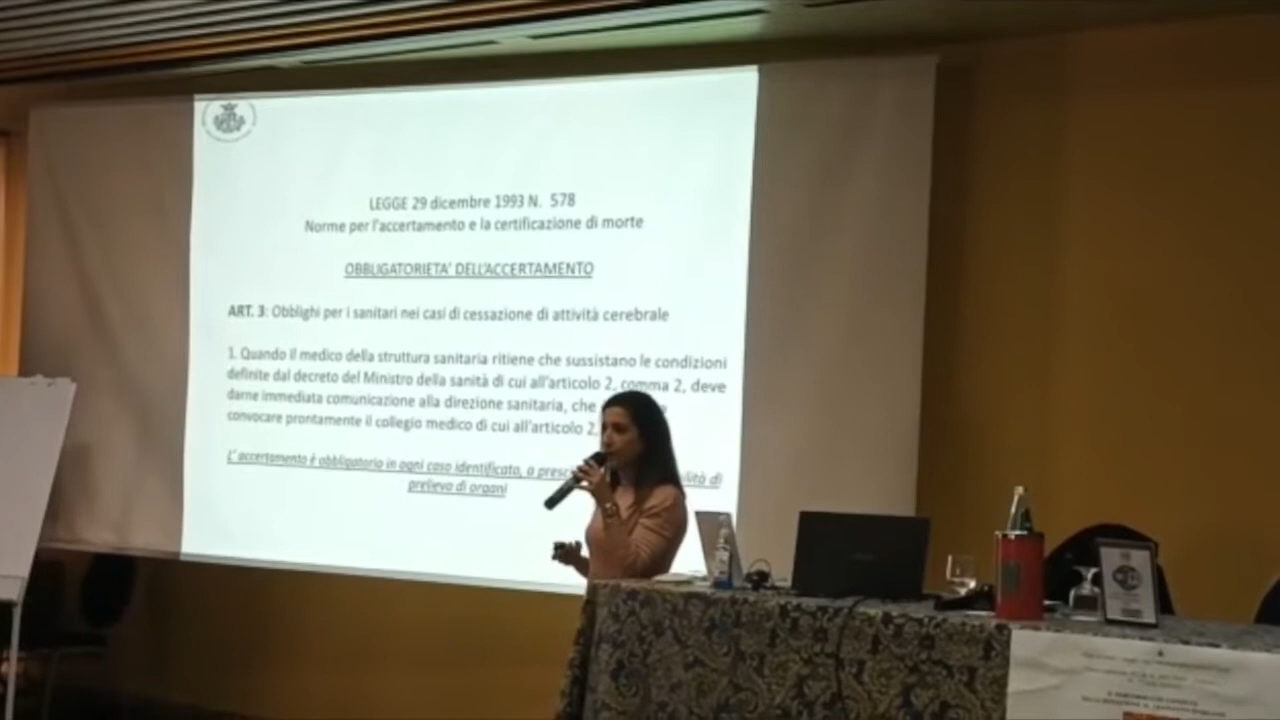 LEGGE 29 dicembre 1993 N. 578
Norme per l'accertamento e la certificazione di morte
OBBLIGATORIETA' DELL'ACCERTAMENTO
ART. 3: Obblighi per i sanitari nei casi di cessazione di attività cerebrale
1. Quando il medico della struttura sanitaria ritiene che sussistano le condizioni
definite dal decreto del Ministro della sanità di cui all'articolo 2, comma 2, deve
darne immediata comunicazione alla direzione sanitaria, che
convocare prontamente il collegio medico di cui all'articolo 2,
L' accertamento è obbligatorio in ogni caso identificato, a
prelievo di organi